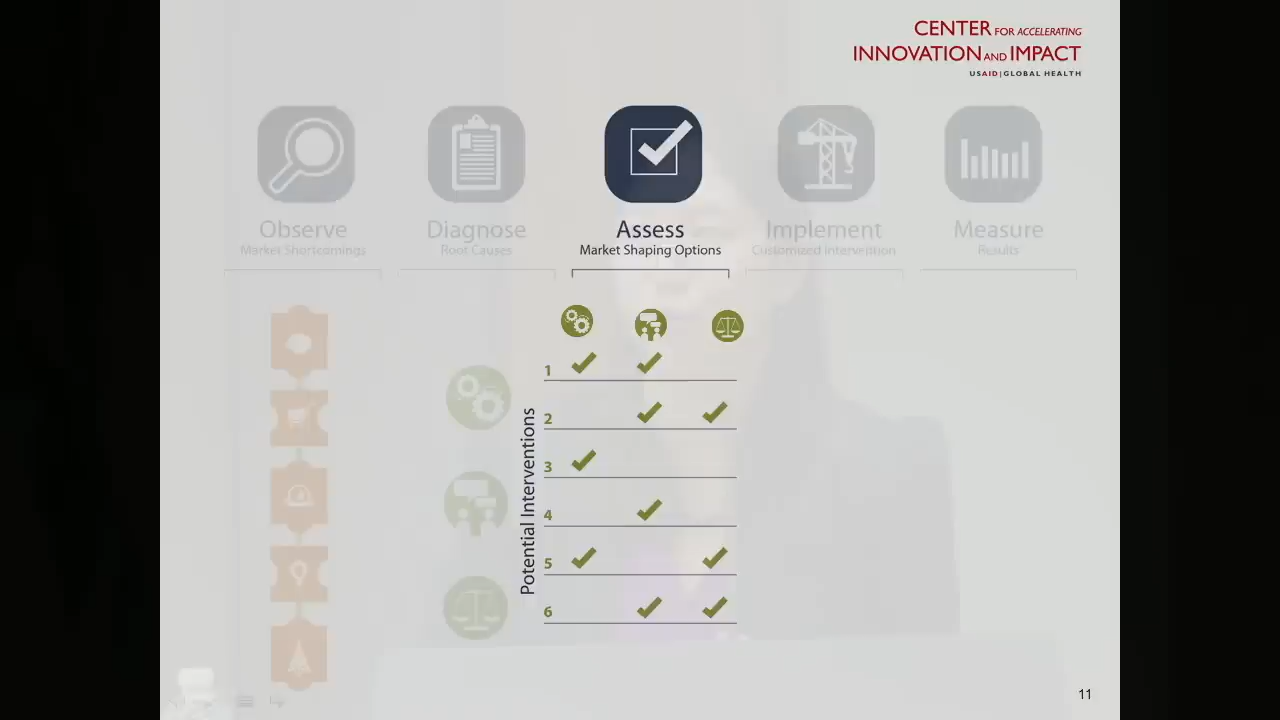 CENTER FOR ACCELERATING
INNOVATION AND IMPACT
USAID | GLOBAL HEALTH
Observe
Market Shortcomings
Diagnose
Root Causes
Assess
Market Shaping Options
Implement
Customized Intervention
Measure
Results
Potential Interventions
1
2
3
4
5
6
11